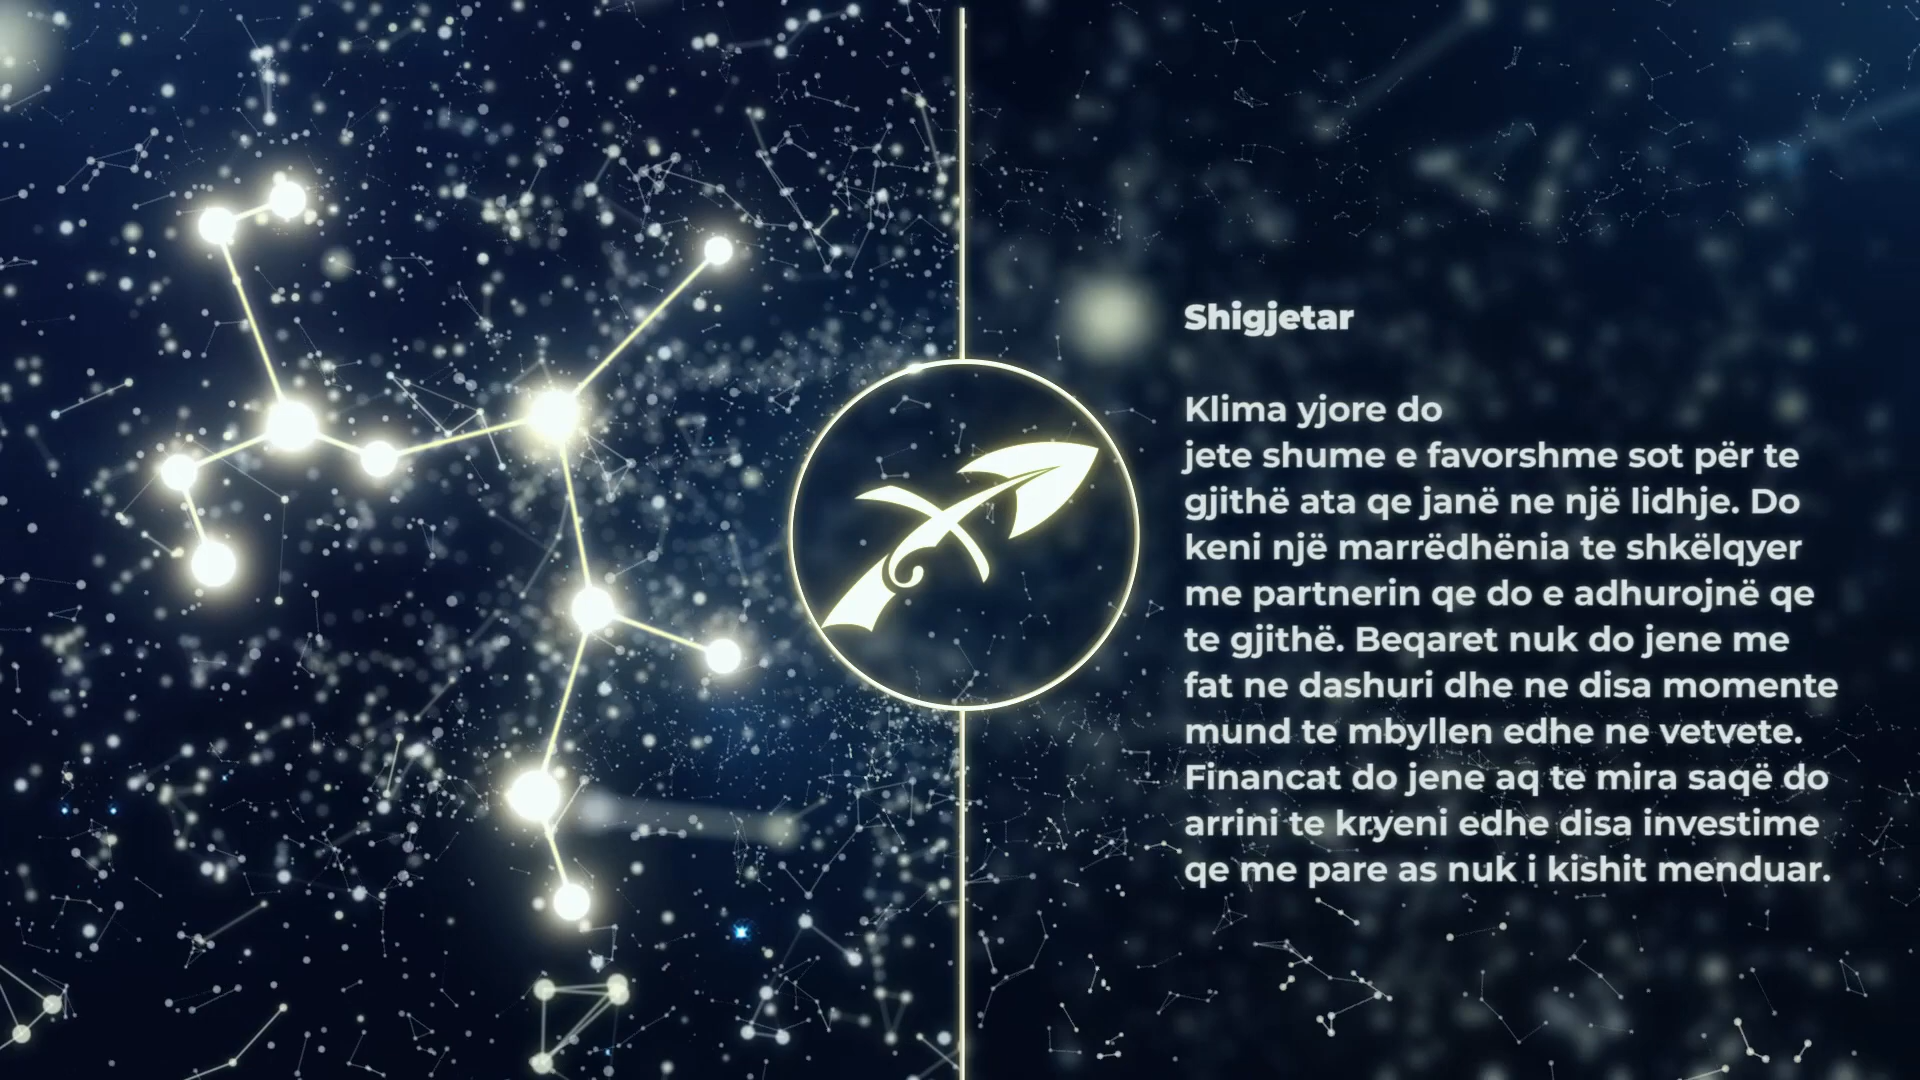 Shigjetar
Klima yjore do
jete shume e favorshme sot për te
gjithë ata qe janë ne një lidhje. Do
keni një marrëdhënia te shkëlqyer
me partnerin qe do e adhurojnë qe
te gjithë. Beqaret nuk do jene me
fat ne dashuri dhe ne disa momente
mund te mbyllen edhe ne vetvete.
Financat do jene aq te mira saqë do
arrini te kryeni edhe disa investime
qe me pare as nuk i kishit menduar.